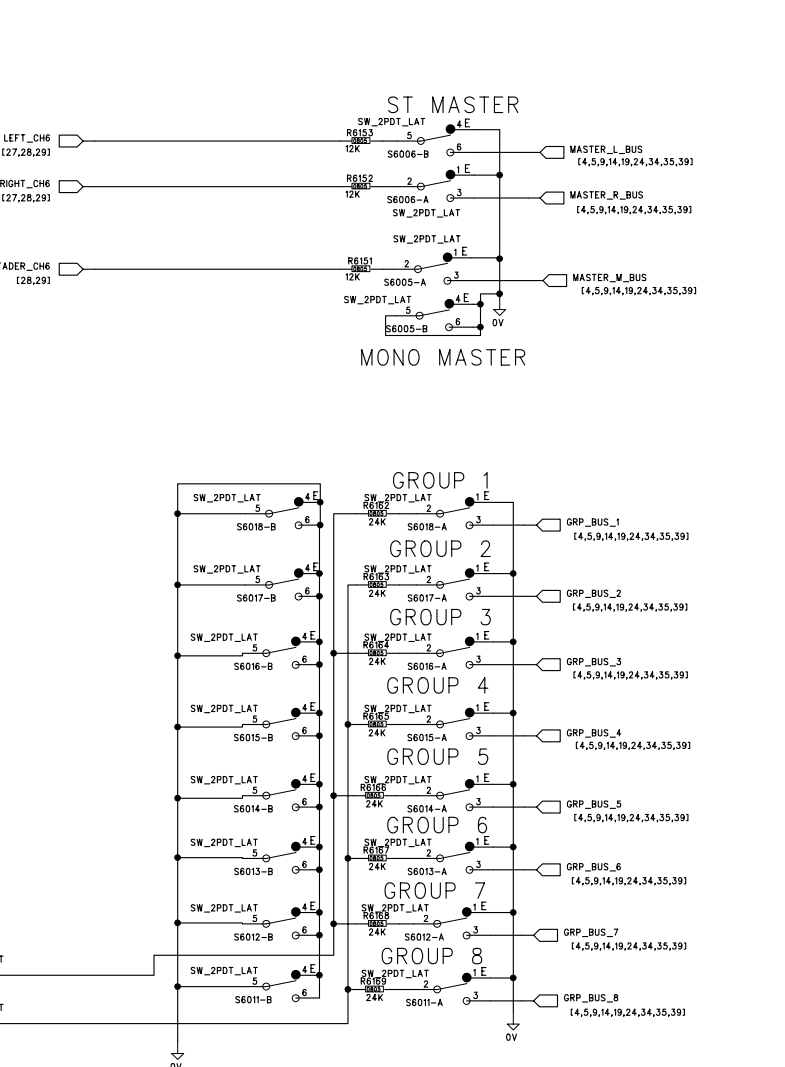 ST MASTER
SW_2PDT_LAT
LEFT_CH6
[27,28,29]
R6153
0805
12K
5
4 E
S6006-B
6
MASTER_L_BUS
[4,5,9,14,19,24,34,35,39]
RIGHT_CH6
[27,28,29]
R6152
0805
12K
2
1 E
S6006-A
3
SW_2PDT_LAT
MASTER_R_BUS
[4,5,9,14,19,24,34,35,39]
SW_2PDT_LAT
FADER_CH6
[28,29]
R6151
0805
12K
2
1 E
S6005-A
3
MASTER_M_BUS
[4,5,9,14,19,24,34,35,39]
SW_2PDT_LAT
5
4 E
S6005-B
6
0V
MONO MASTER
GROUP 1
SW_2PDT_LAT
5
4 E
S6018-B
6
SW_2PDT_LAT
R6162
0805
24K
2
1 E
S6018-A
3
GRP_BUS_1
[4,5,9,14,19,24,34,35,39]
GROUP 2
SW_2PDT_LAT
5
4 E
S6017-B
6
SW_2PDT_LAT
R6163
0805
24K
2
1 E
S6017-A
3
GRP_BUS_2
[4,5,9,14,19,24,34,35,39]
GROUP 3
SW_2PDT_LAT
5
4 E
S6016-B
6
SW_2PDT_LAT
R6164
0805
24K
2
1 E
S6016-A
3
GRP_BUS_3
[4,5,9,14,19,24,34,35,39]
GROUP 4
SW_2PDT_LAT
5
4 E
S6015-B
6
SW_2PDT_LAT
R6165
0805
24K
2
1 E
S6015-A
3
GRP_BUS_4
[4,5,9,14,19,24,34,35,39]
GROUP 5
SW_2PDT_LAT
5
4 E
S6014-B
6
SW_2PDT_LAT
R6166
0805
24K
2
1 E
S6014-A
3
GRP_BUS_5
[4,5,9,14,19,24,34,35,39]
GROUP 6
SW_2PDT_LAT
5
4 E
S6013-B
6
SW_2PDT_LAT
R6167
0805
24K
2
1 E
S6013-A
3
GRP_BUS_6
[4,5,9,14,19,24,34,35,39]
GROUP 7
SW_2PDT_LAT
5
4 E
S6012-B
6
SW_2PDT_LAT
R6168
0805
24K
2
1 E
S6012-A
3
GRP_BUS_7
[4,5,9,14,19,24,34,35,39]
GROUP 8
T
SW_2PDT_LAT
5
4 E
S6011-B
6
SW_2PDT_LAT
R6169
0805
24K
2
1 E
S6011-A
3
GRP_BUS_8
[4,5,9,14,19,24,34,35,39]
T
0V
0V